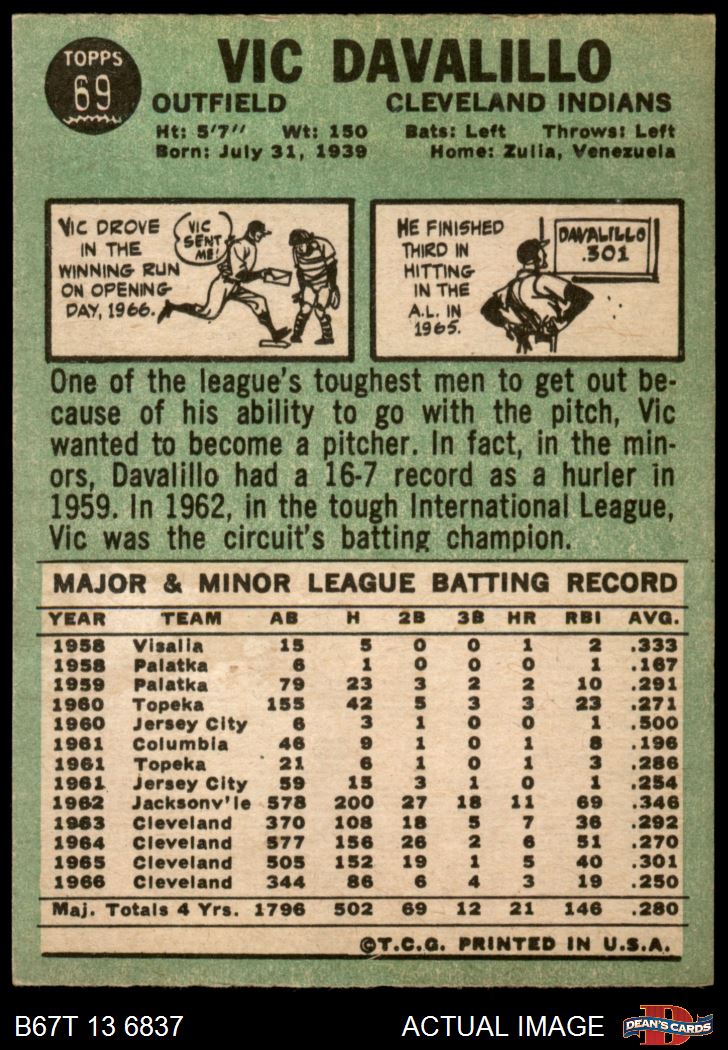 TOPPS
69
VIC DAVALILLO
OUTFIELD CLEVELAND INDIANS
Ht: 5'7" Wt: 150 Bats: Left Throws: Left
Born: July 31, 1939 Home: Zulia, Venezuela
VIC DROVE
IN THE
WINNING RUN
ON OPENING
DAY, 1966.
VIC
SENT
ME!
HE FINISHED
THIRD IN
HITTING
IN THE
A.L. IN
1965.
DAVALILLO
.301
One of the league's toughest men to get out be-
cause of his ability to go with the pitch, Vic
wanted to become a pitcher. In fact, in the min-
ors, Davalillo had a 16-7 record as a hurler in
1959. In 1962, in the tough International League,
Vic was the circuit's batting champion.
MAJOR & MINOR LEAGUE BATTING RECORD
YEAR TEAM AB H 2B 3B HR RBI AVG.
1958 Visalia 15 5 0 0 1 2 .333
1958 Palatka 6 1 0 0 0 1 .167
1959 Palatka 79 23 3 2 2 10 .291
1960 Topeka 155 42 5 3 3 23 .271
1960 Jersey City 6 3 1 0 0 1 .500
1961 Columbia 46 9 1 0 1 8 .196
1961 Topeka 21 6 1 0 1 3 .286
1961 Jersey City 59 15 3 1 0 1 .254
1962 Jacksonv'le 578 200 27 18 11 69 .346
1963 Cleveland 370 108 18 5 7 36 .292
1964 Cleveland 577 156 26 2 6 51 .270
1965 Cleveland 505 152 19 1 5 40 .301
1966 Cleveland 344 86 6 4 3 19 .250
Maj. Totals 4 Yrs. 1796 502 69 12 21 146 .280
©T.C.G. PRINTED IN U.S.A.
B67T 13 6837 ACTUAL IMAGE
D
DEAN'S CARDS